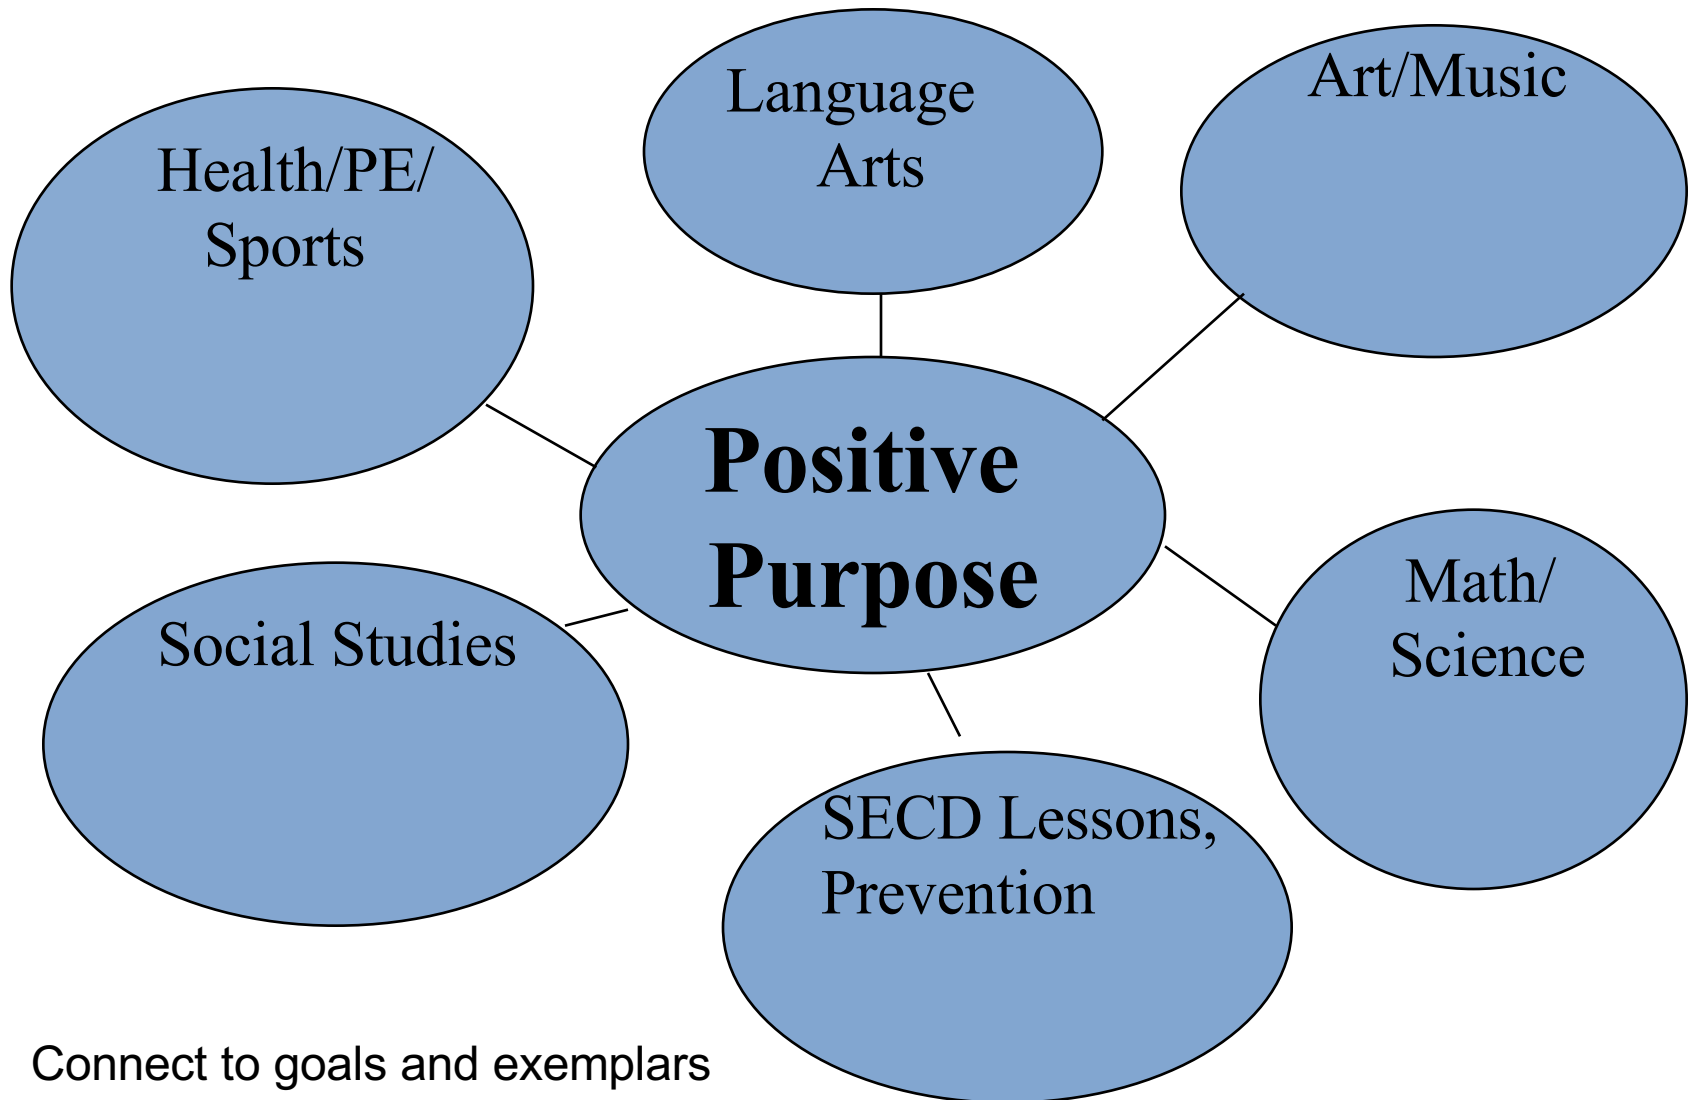 Language
Arts
Art/Music
Health/PE/
Sports
Positive
Purpose
Math/
Science
Social Studies
SECD Lessons,
Prevention
Connect to goals and exemplars